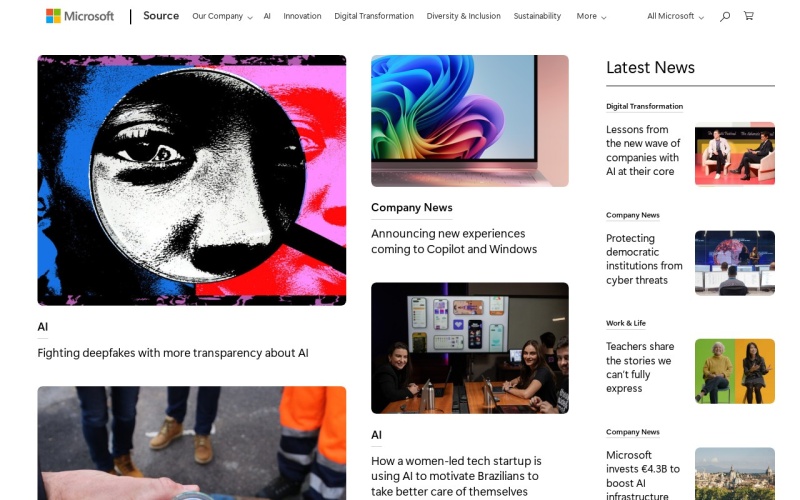 Microsoft
Source
Our Company
AI
Innovation
Digital Transformation
Diversity & Inclusion
Sustainability
More
All Microsoft
AI
Fighting deepfakes with more transparency about AI
Company News
Announcing new experiences
coming to Copilot and Windows
AI
How a women-led tech startup is
using AI to motivate Brazilians to
take better care of themselves
Latest News
Digital Transformation
Lessons from
the new wave of
companies with
AI at their core
Company News
Protecting
democratic
institutions from
cyber threats
Work & Life
Teachers share
the stories we
can't fully
express
Company News
Microsoft
invests €4.3B to
boost AI
infrastructure